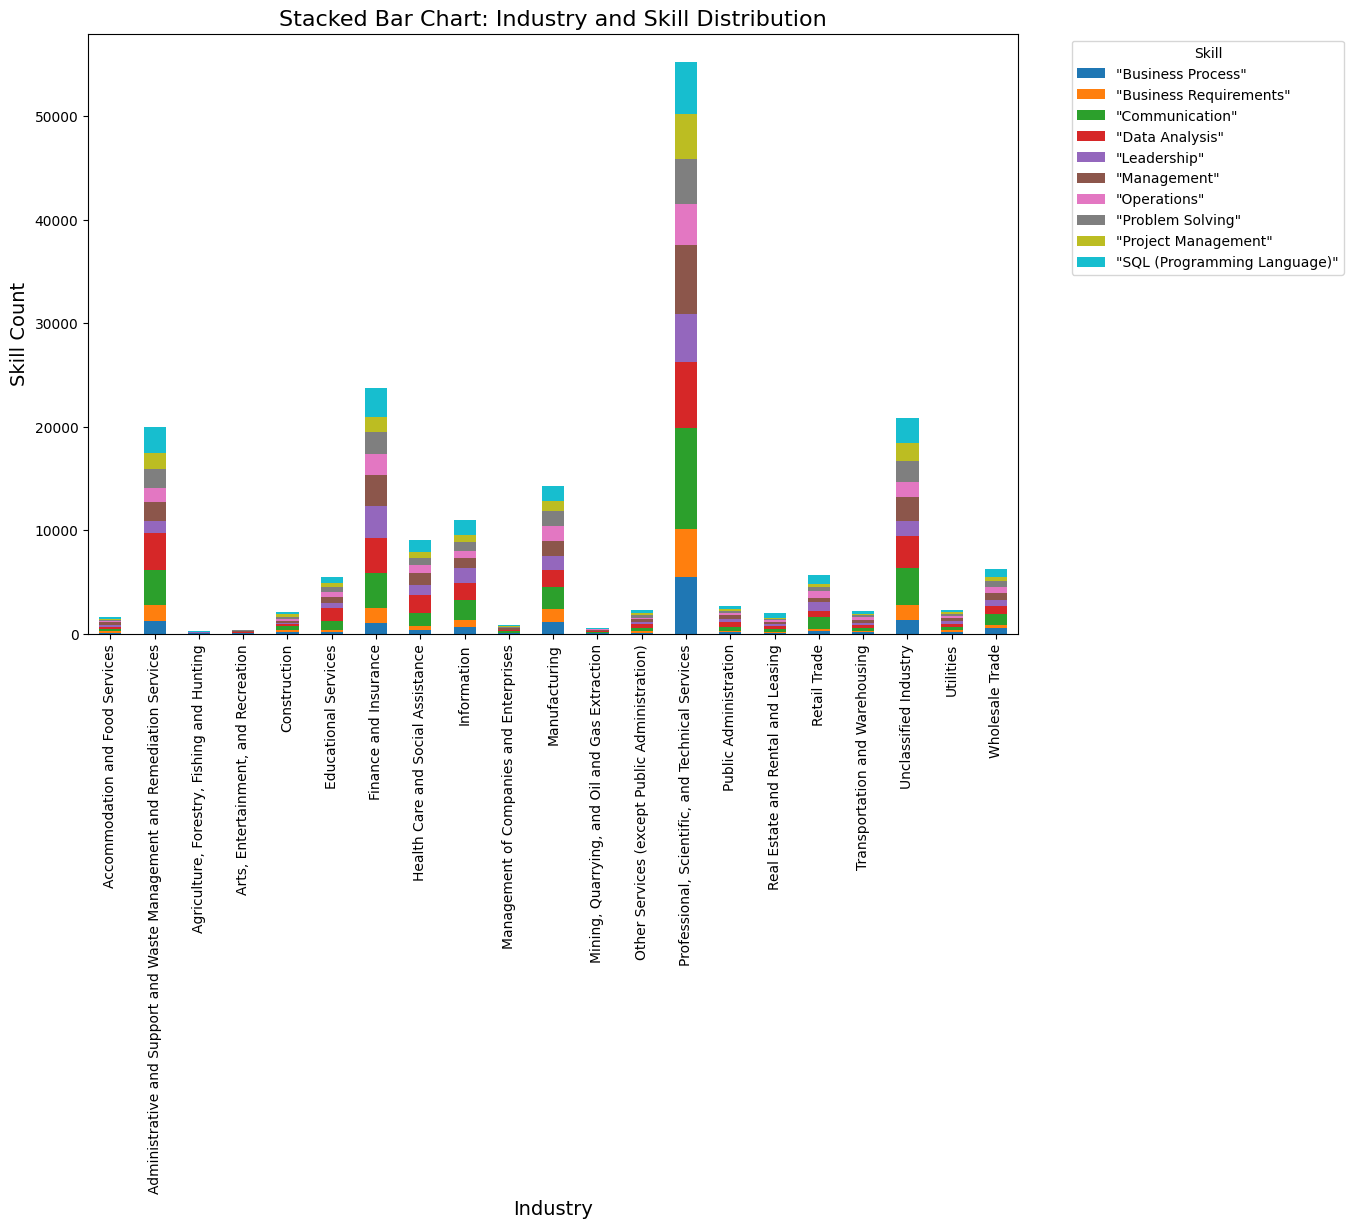 Stacked Bar Chart: Industry and Skill Distribution
Skill
"Business Process"
"Business Requirements"
"Communication"
"Data Analysis"
"Leadership"
"Management"
"Operations"
"Problem Solving"
"Project Management"
"SQL (Programming Language)"
Skill Count
50000
40000
30000
20000
10000
0
Accommodation and Food Services
Administrative and Support and Waste Management and Remediation Services
Agriculture, Forestry, Fishing and Hunting
Arts, Entertainment, and Recreation
Construction
Educational Services
Finance and Insurance
Health Care and Social Assistance
Information
Management of Companies and Enterprises
Manufacturing
Mining, Quarrying, and Oil and Gas Extraction
Other Services (except Public Administration)
Professional, Scientific, and Technical Services
Public Administration
Real Estate and Rental and Leasing
Retail Trade
Transportation and Warehousing
Unclassified Industry
Utilities
Wholesale Trade
Industry